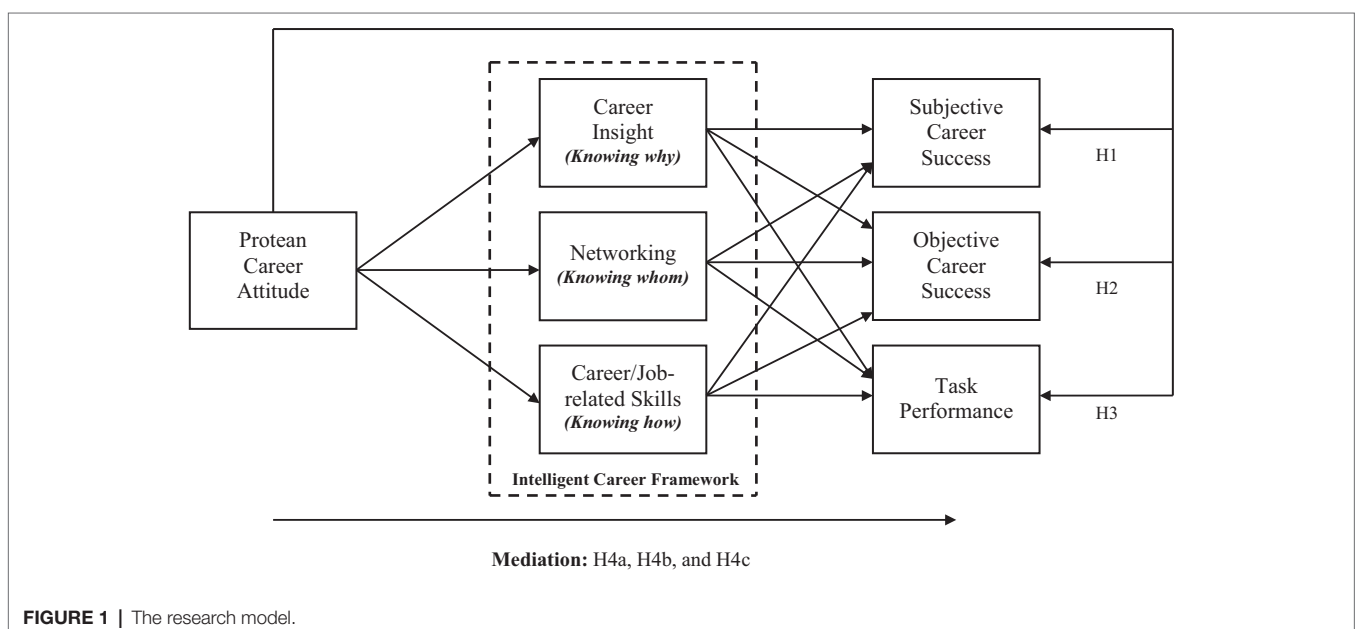 Protean
Career
Attitude
Career
Insight
(Knowing why)
Networking
(Knowing whom)
Career/Job-
related Skills
(Knowing how)
Intelligent Career Framework
Subjective
Career
Success
Objective
Career
Success
Task
Performance
H1
H2
H3
Mediation: H4a, H4b, and H4c
FIGURE 1 | The research model.